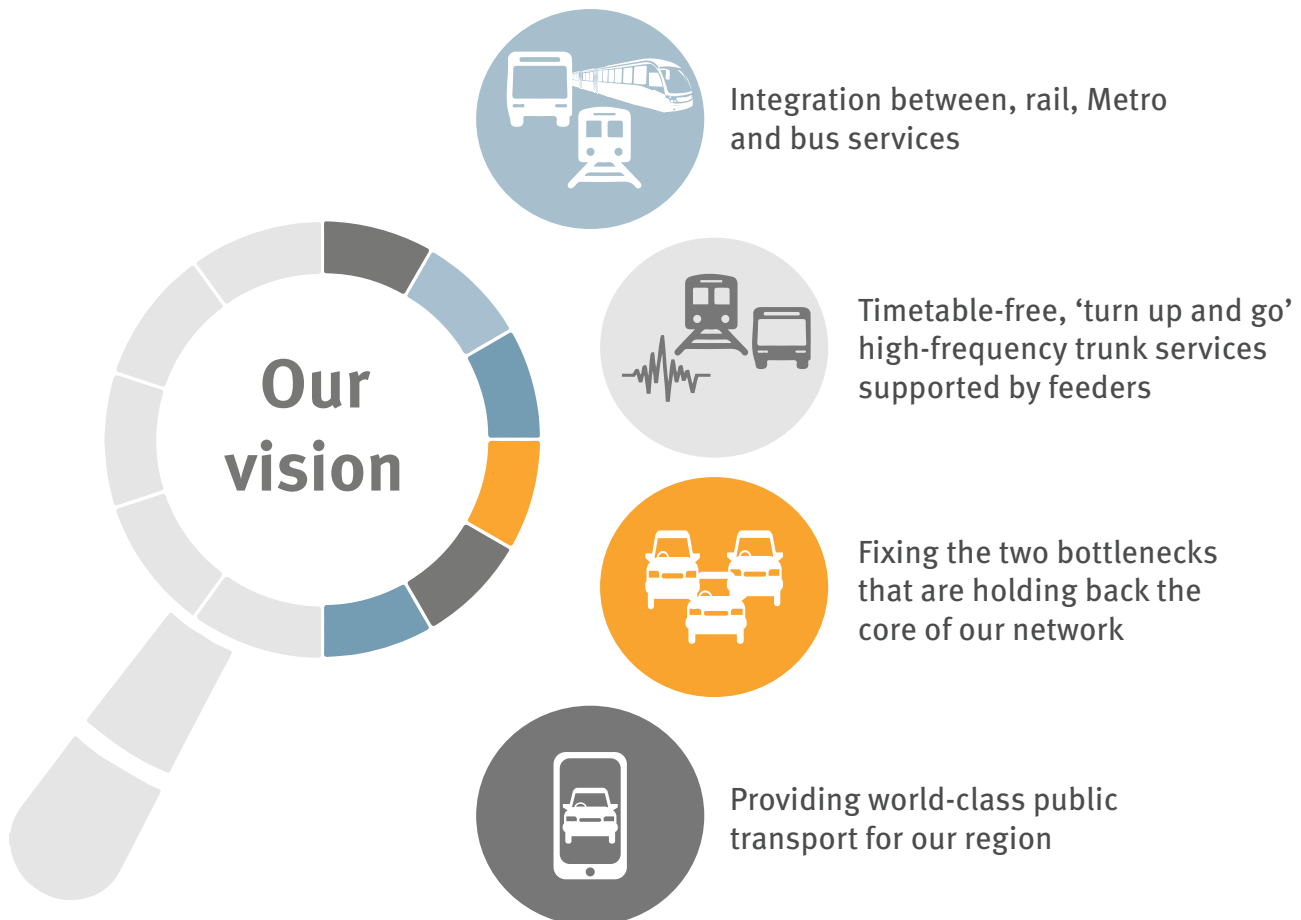 Integration between, rail, Metro
and bus services
Our
vision
Timetable-free, ‘turn up and go’
high-frequency trunk services
supported by feeders
Fixing the two bottlenecks
that are holding back the
core of our network
Providing world-class public
transport for our region